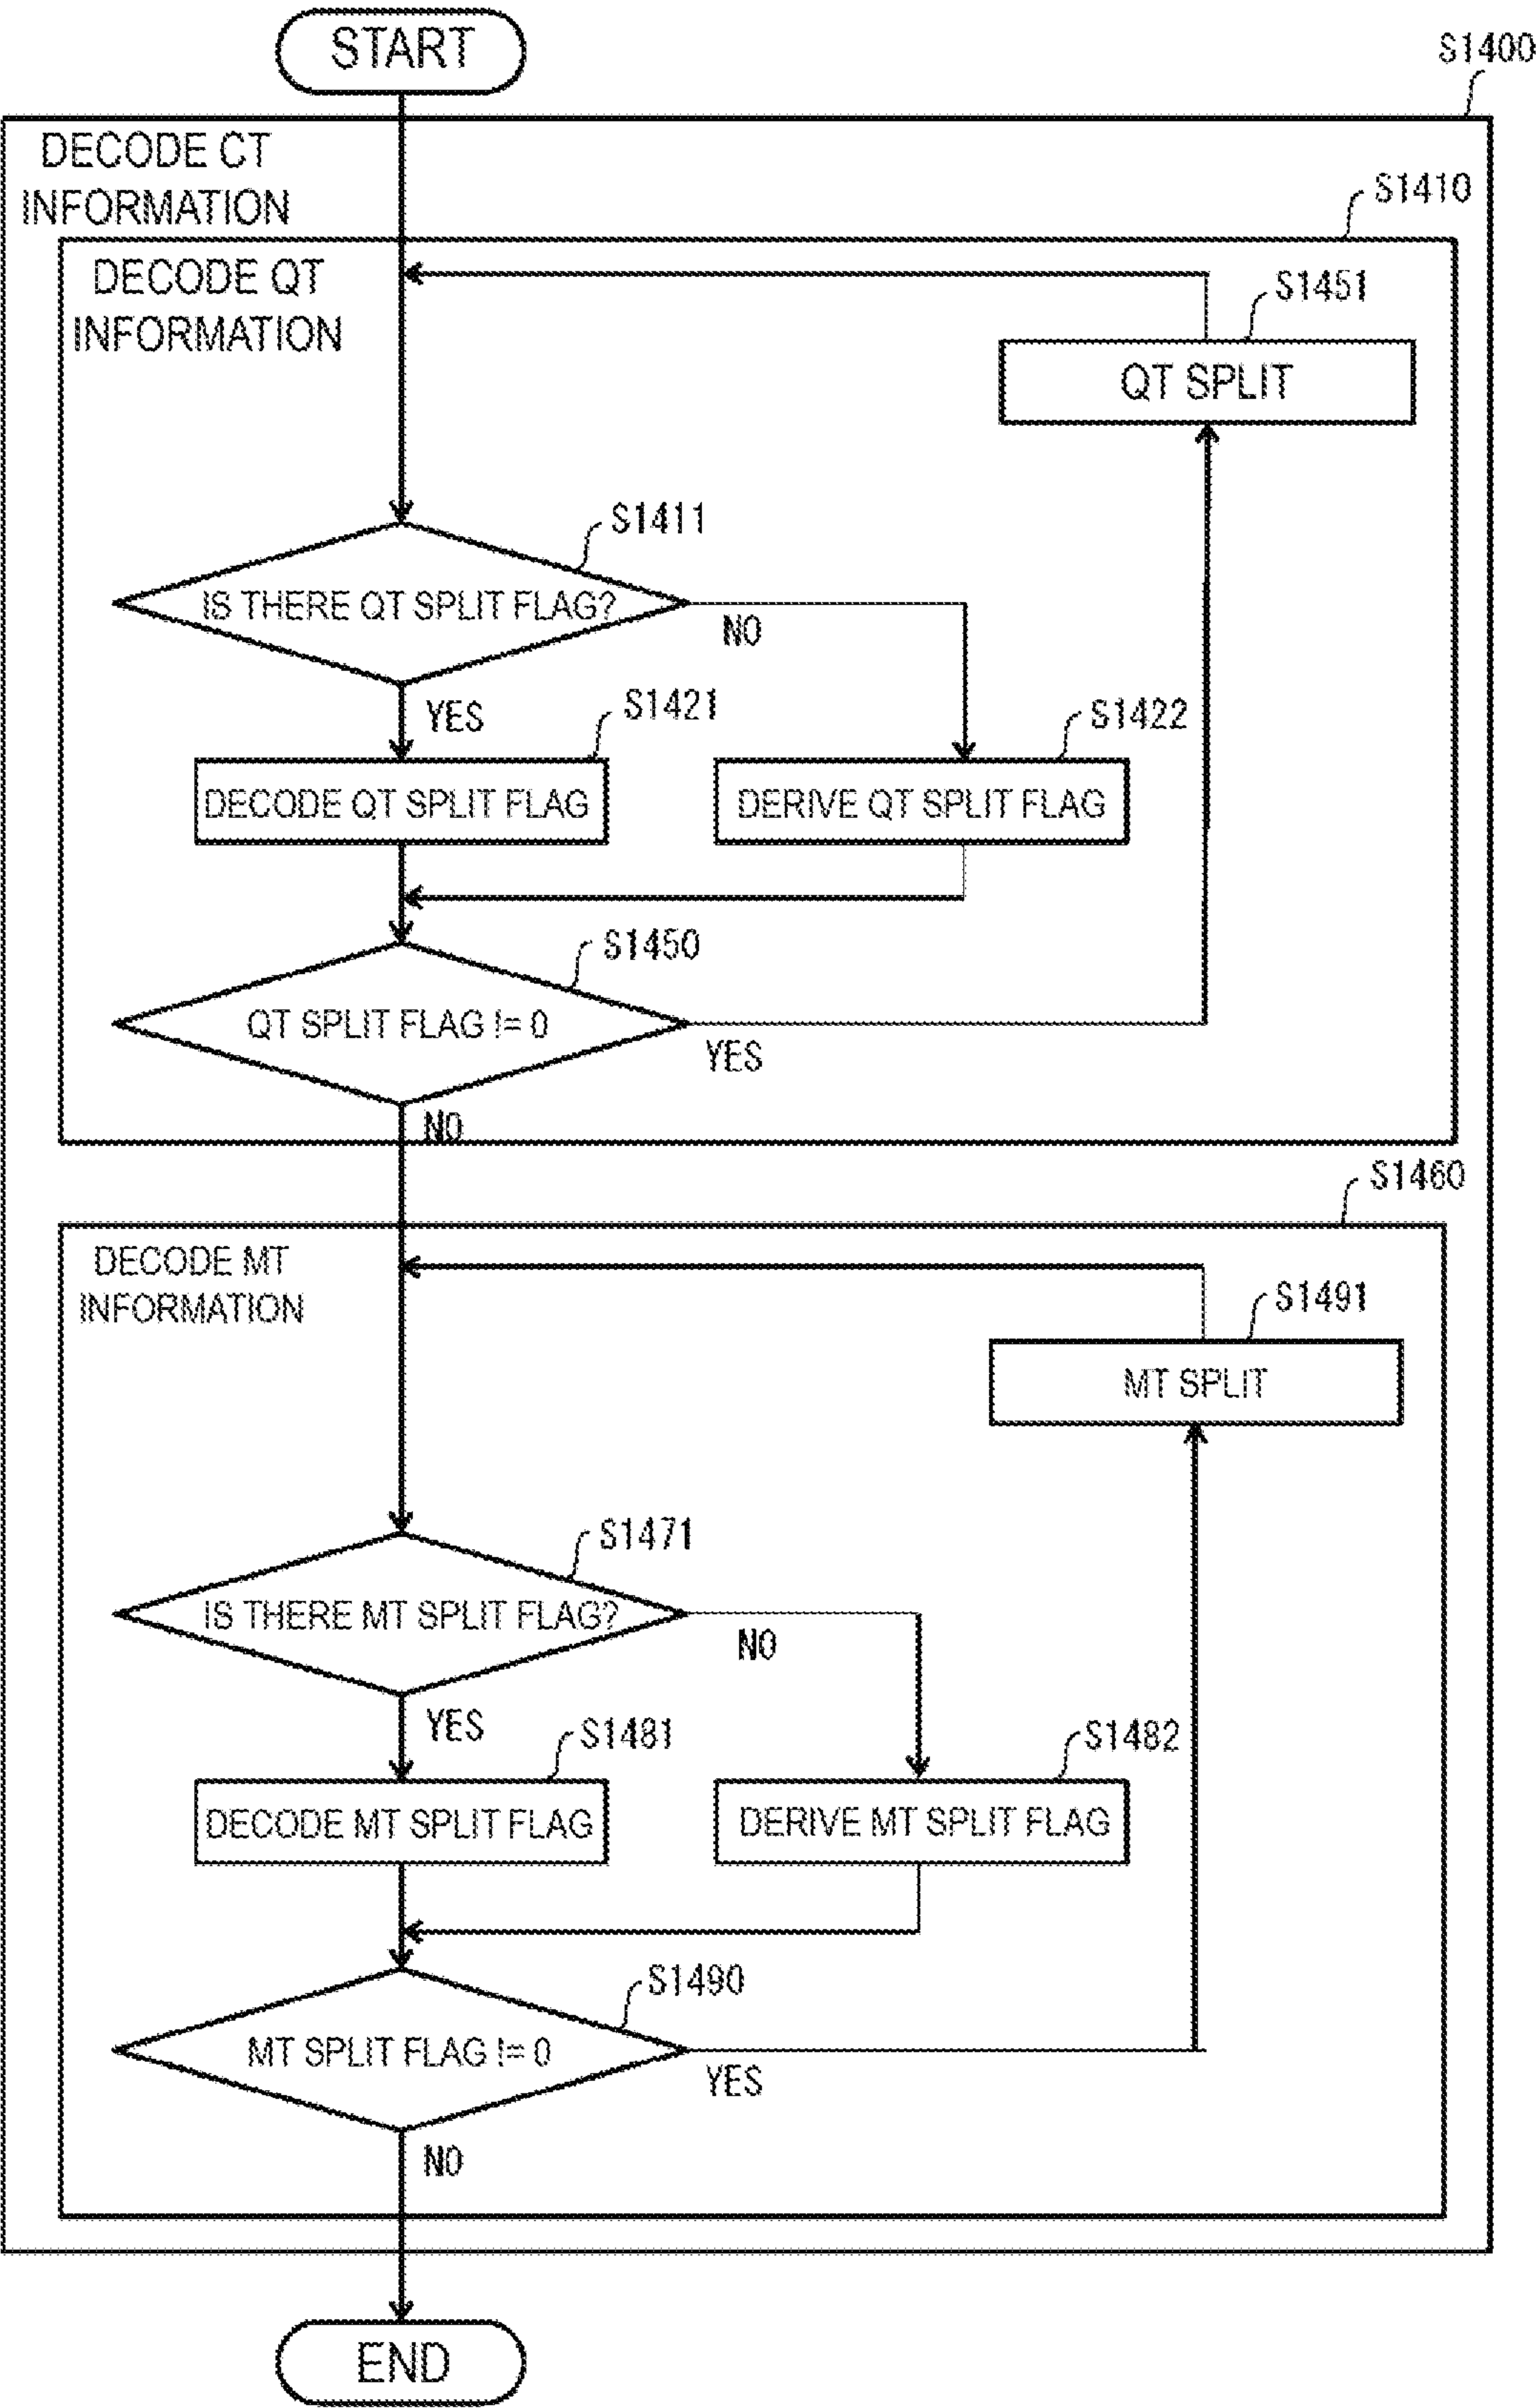 START
S1400
DECODE CT
INFORMATION
S1410
DECODE QT
INFORMATION
S1451
QT SPLIT
S1411
IS THERE QT SPLIT FLAG?
NO
YES
S1421
S1422
DECODE QT SPLIT FLAG
DERIVE QT SPLIT FLAG
S1450
QT SPLIT FLAG != 0
YES
NO
S1460
DECODE MT
INFORMATION
S1491
MT SPLIT
S1471
IS THERE MT SPLIT FLAG?
NO
YES
S1481
S1482
DECODE MT SPLIT FLAG
DERIVE MT SPLIT FLAG
S1490
MT SPLIT FLAG != 0
YES
NO
END